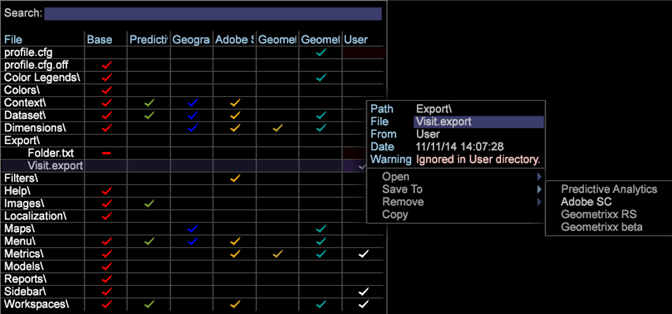 Search:
File Base Predictiv Geogra Adobe S Geomet Geomet User
profile.cfg
profile.cfg.off
Color Legends\
Colors\
Context\
Dataset\
Dimensions\
Export\
Folder.txt
Visit.export
Filters\
Help\
Images\
Localization\
Maps\
Menu\
Metrics\
Models\
Reports\
Sidebar\
Workspaces\
Path Export\
File Visit.export
From User
Date 11/11/14 14:07:28
Warning Ignored in User directory.
Open
Save To
Remove
Copy
Predictive Analytics
Adobe SC
Geometrixx RS
Geometrixx beta